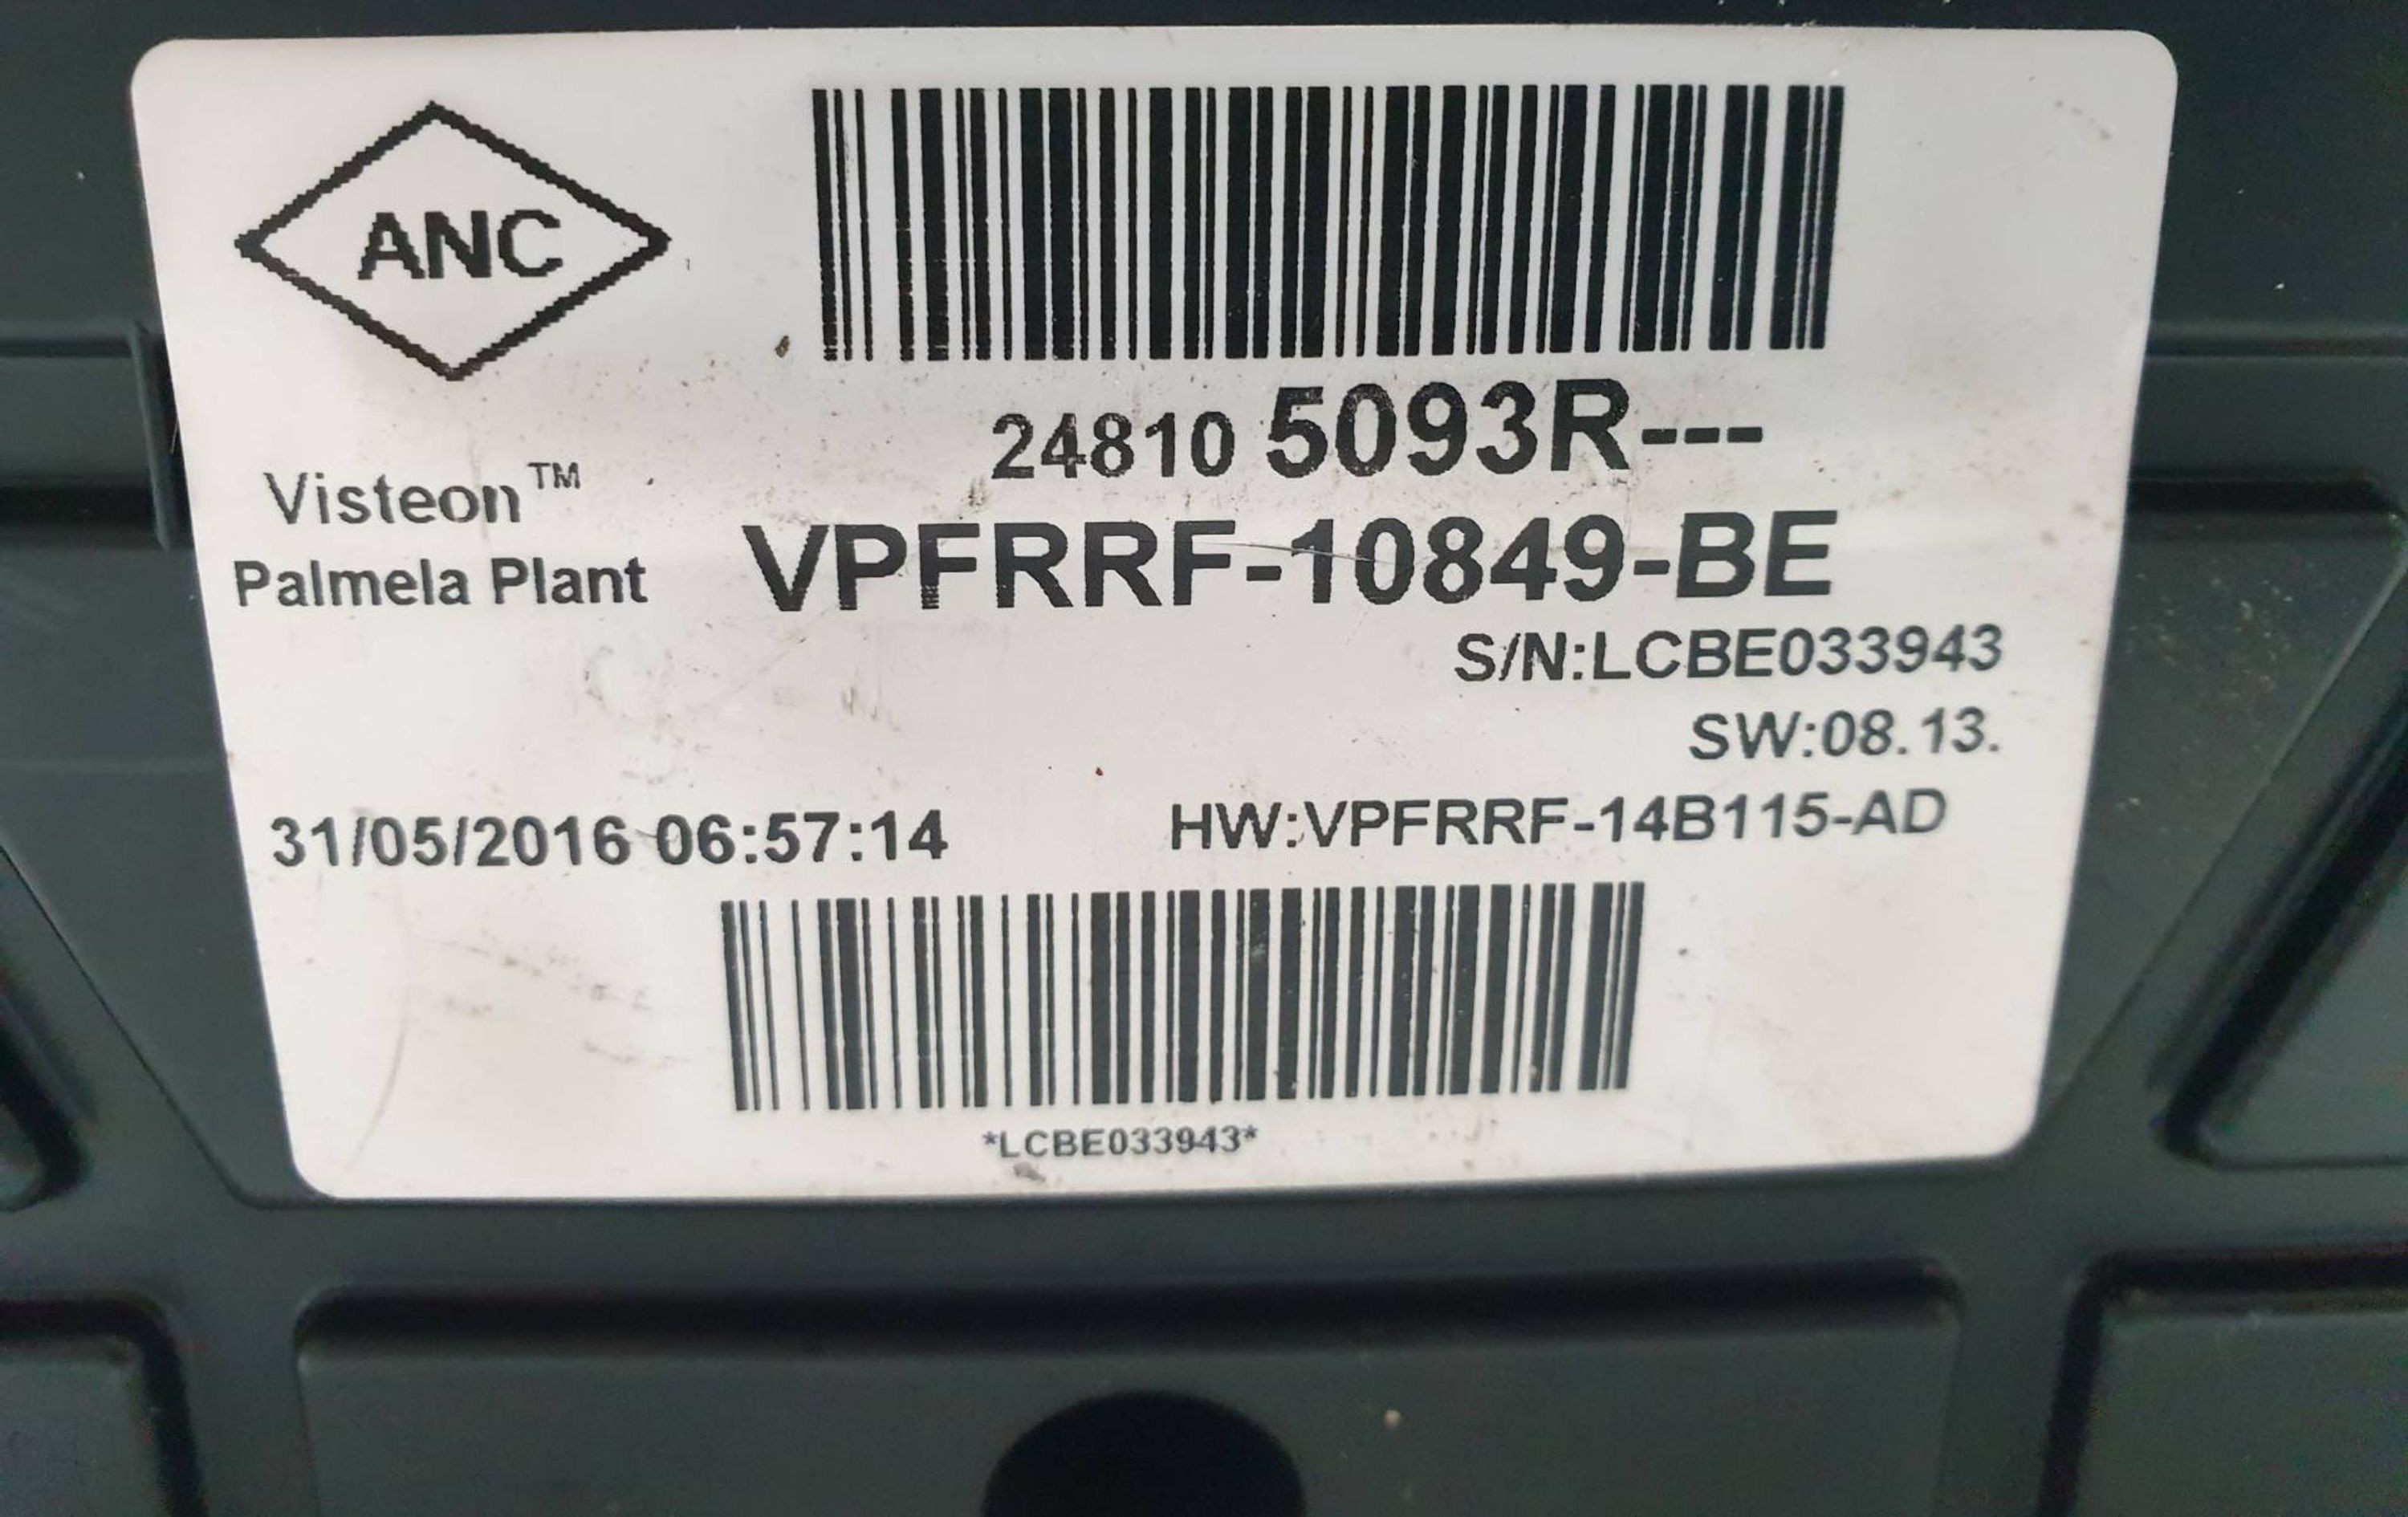 ANC
24810 5093R---
Visteon™
Palmela Plant
VPFRRF-10849-BE
S/N:LCBE033943
SW:08.13.
31/05/2016 06:57:14
HW:VPFRRF-14B115-AD
*LCBE033943*